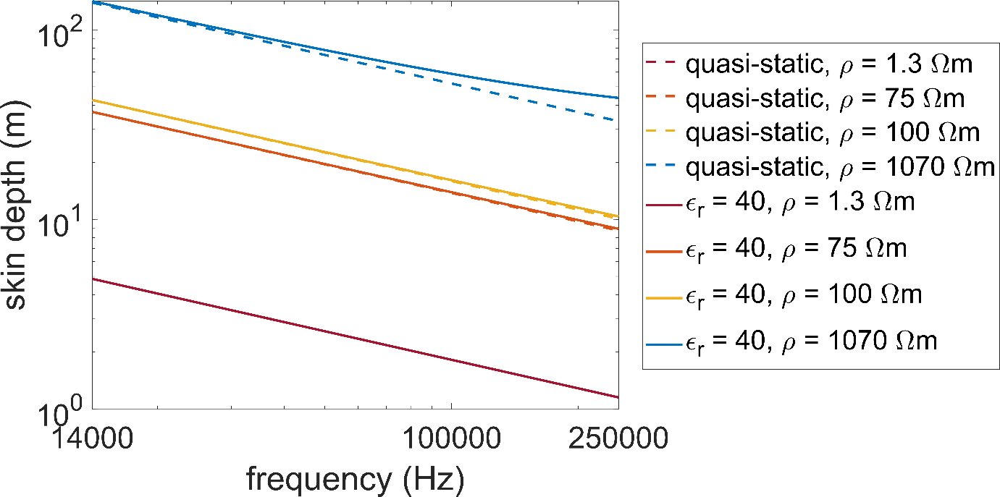 10²
10¹
10⁰
skin depth (m)
14000
100000
250000
frequency (Hz)
quasi-static, ρ = 1.3 Ωm
quasi-static, ρ = 75 Ωm
quasi-static, ρ = 100 Ωm
quasi-static, ρ = 1070 Ωm
ϵr = 40, ρ = 1.3 Ωm
ϵr = 40, ρ = 75 Ωm
ϵr = 40, ρ = 100 Ωm
ϵr = 40, ρ = 1070 Ωm